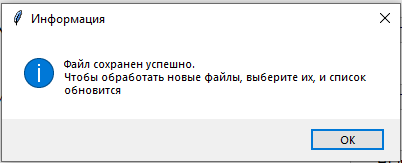 Информация
Файл сохранен успешно.
Чтобы обработать новые файлы, выберите их, и список
обновится
OK